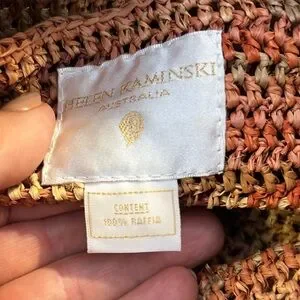 HELEN KAMINSKI
AUSTRALIA
CONTENT
100% RAFFIA